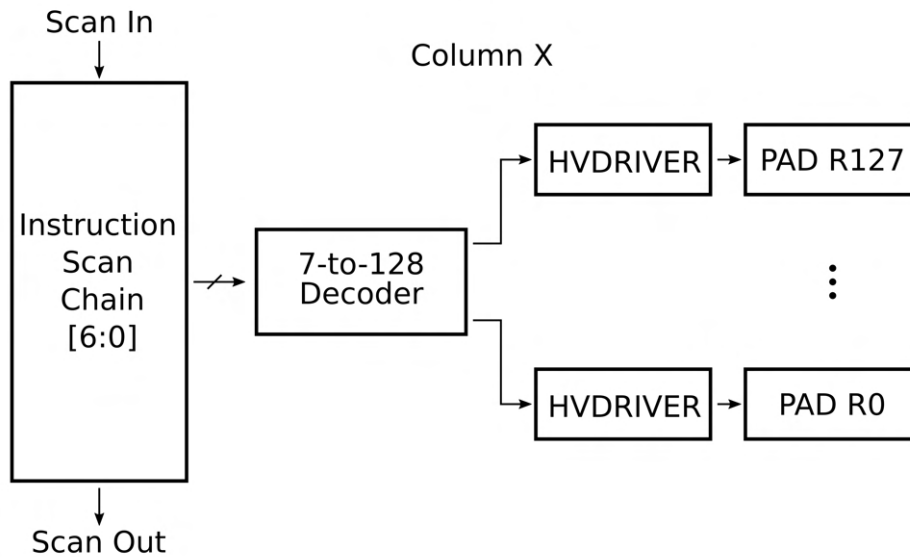 Scan In
Column X
Instruction
Scan
Chain
[6:0]
Scan Out
7-to-128
Decoder
HVDRIVER
PAD R127
HVDRIVER
PAD R0